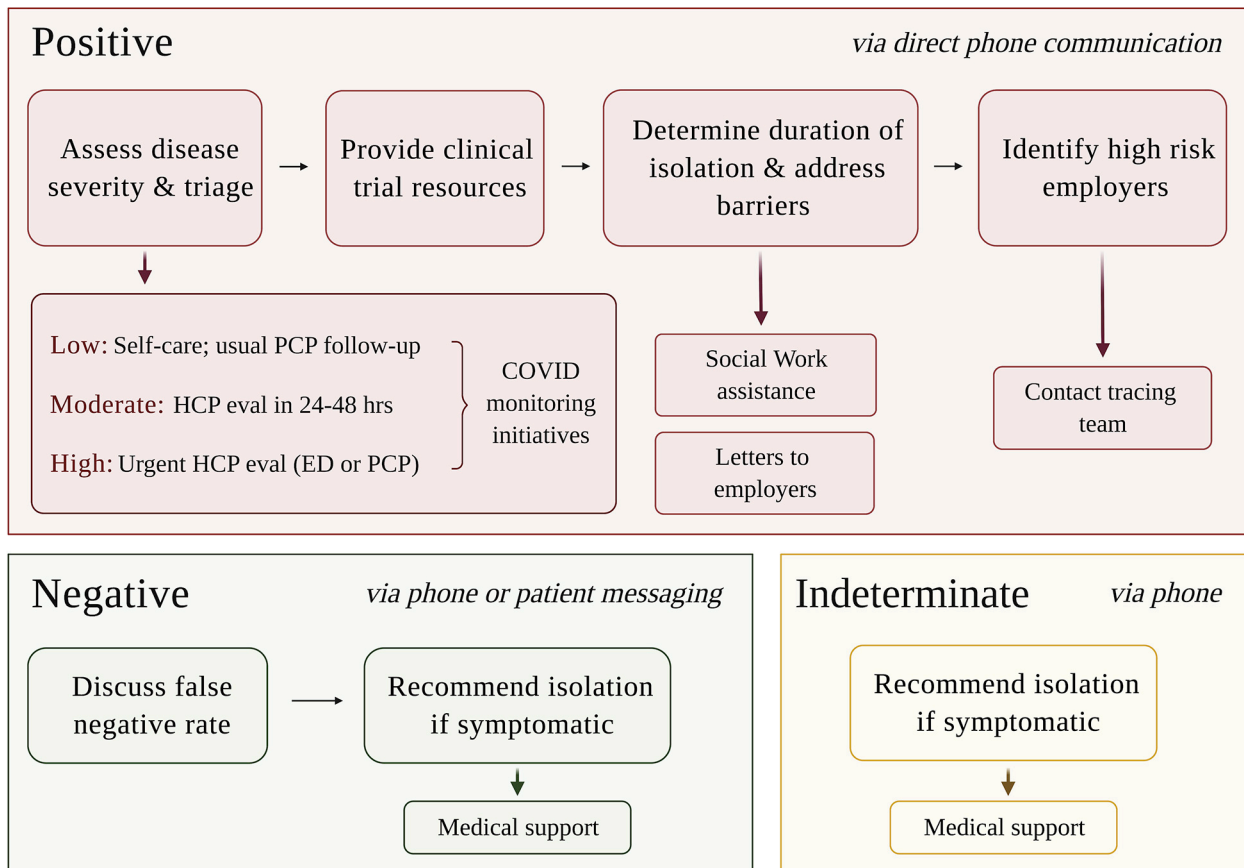 Positive
via direct phone communication
Assess disease
severity & triage
Provide clinical
trial resources
Determine duration of
isolation & address
barriers
Identify high risk
employers
Low: Self-care; usual PCP follow-up
Moderate: HCP eval in 24-48 hrs
High: Urgent HCP eval (ED or PCP)
COVID
monitoring
initiatives
Social Work
assistance
Letters to
employers
Contact tracing
team
Negative
via phone or patient messaging
Discuss false
negative rate
Recommend isolation
if symptomatic
Medical support
Indeterminate
via phone
Recommend isolation
if symptomatic
Medical support